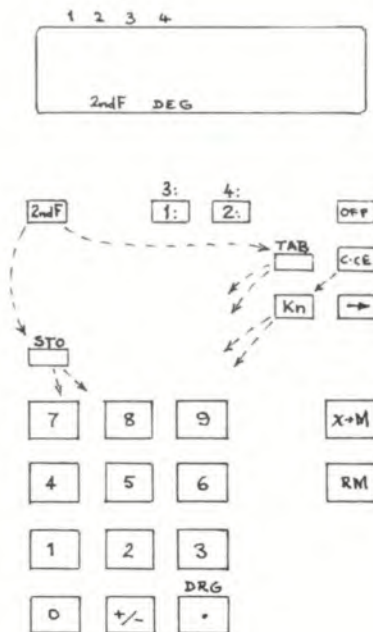 1 2 3 4
2ndF DEG
3: 4:
2ndF 1: 2: OFF
TAB
C·CE
Kn →
STO
7 8 9 x→M
4 5 6 RM
1 2 3
DRG
0 +/- .